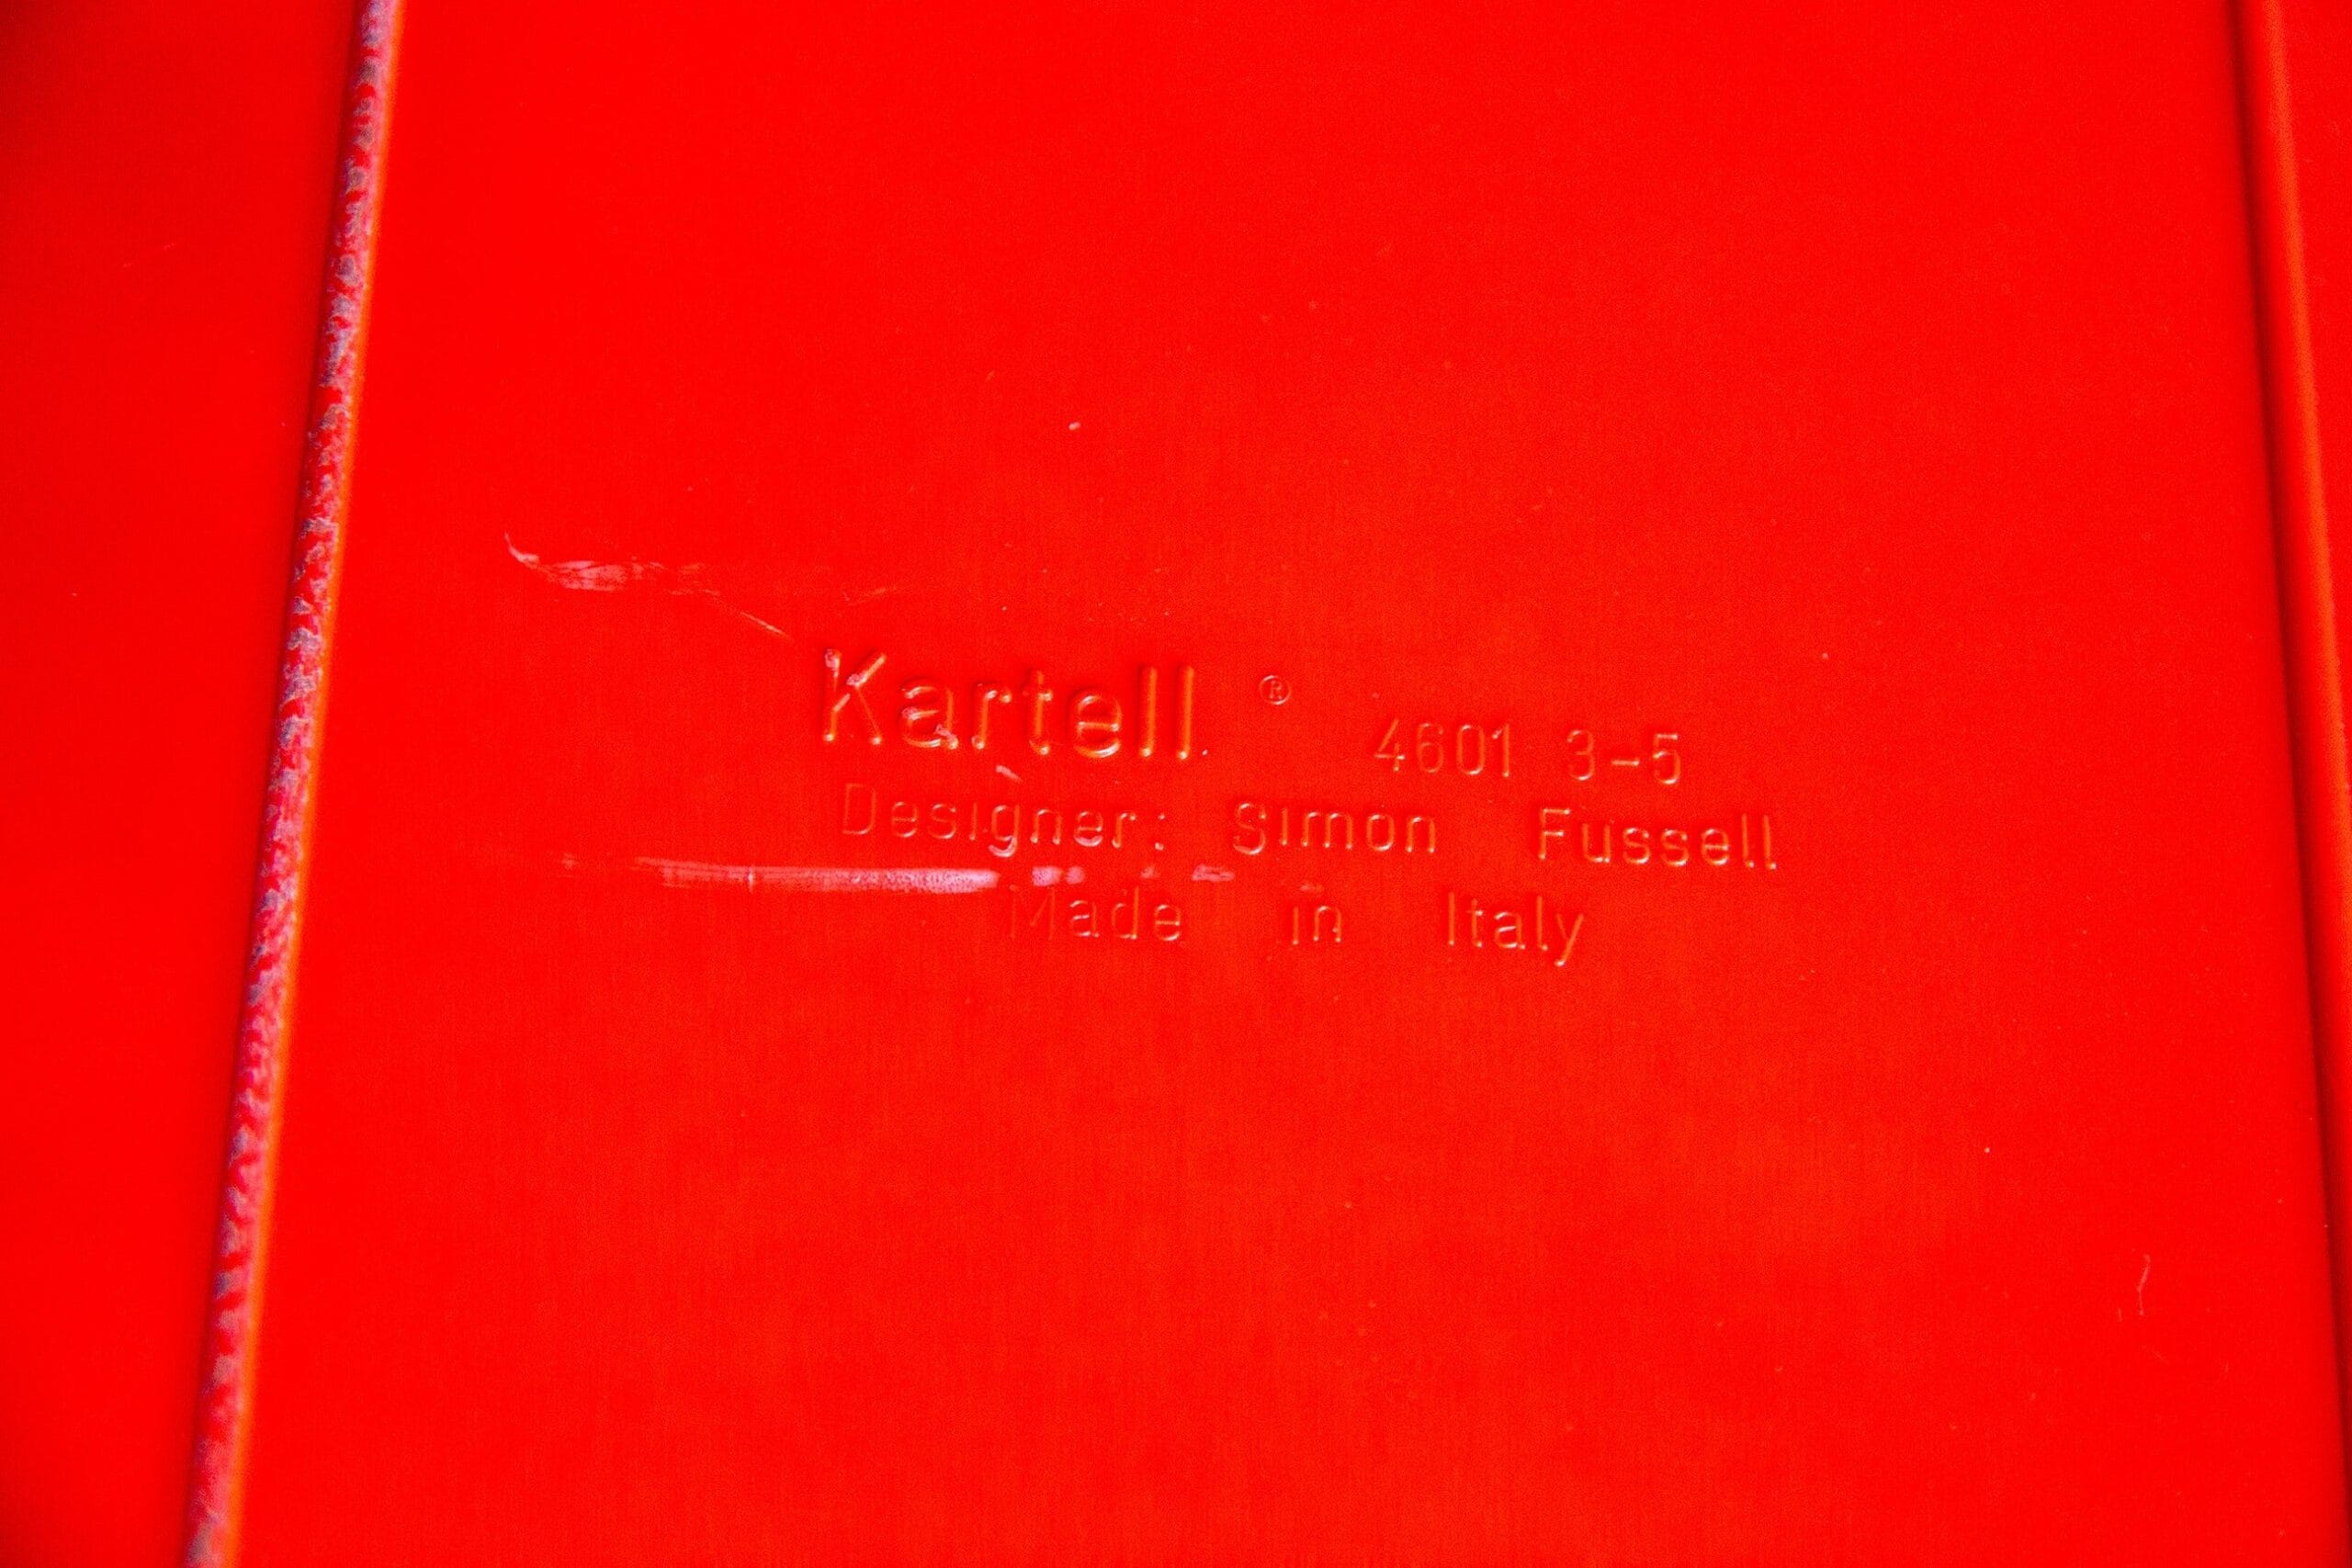 Kartell ® 4601 3-5
Designer: Simon Fussell
Made in Italy